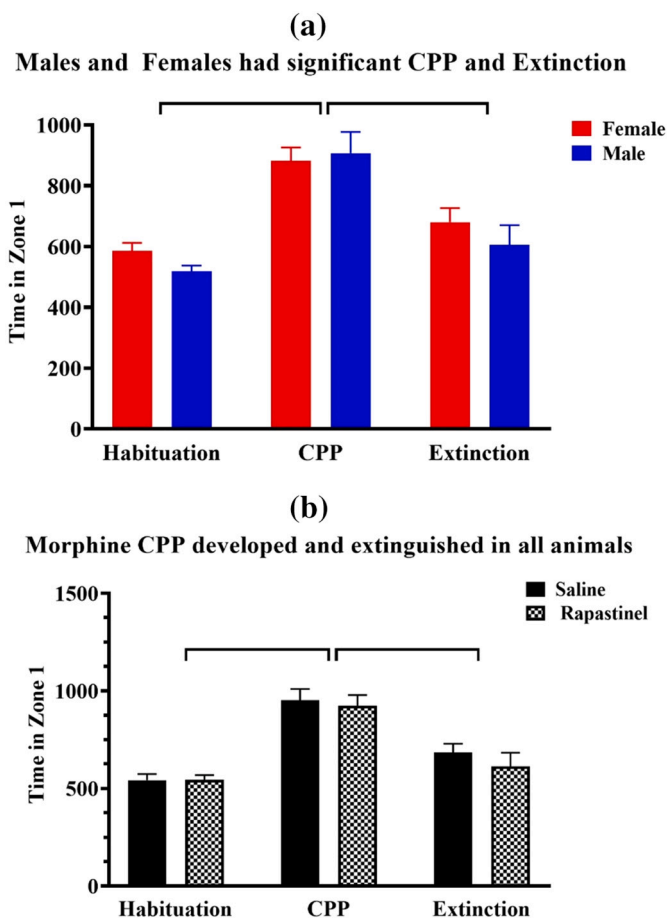 (a)
Males and Females had significant CPP and Extinction
Female
Male
Time in Zone 1
1000
800
600
400
200
0
Habituation CPP Extinction
(b)
Morphine CPP developed and extinguished in all animals
Saline
Rapastinel
Time in Zone 1
1500
1000
500
0
Habituation CPP Extinction